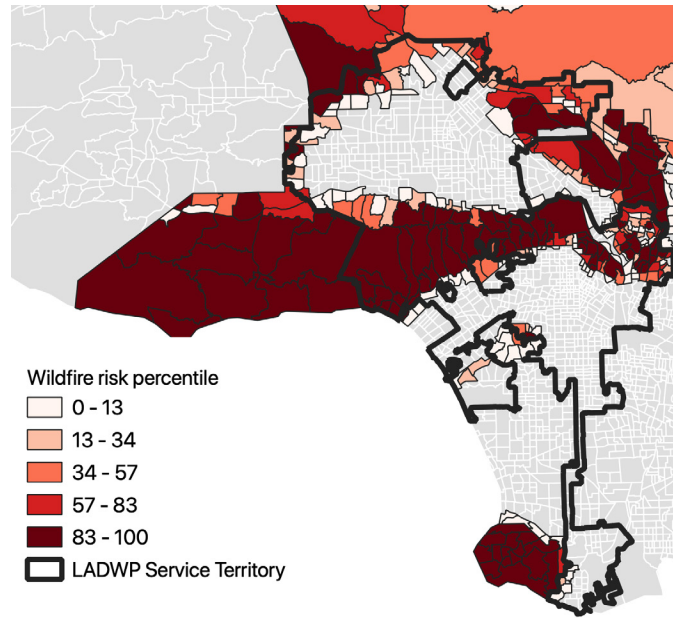 Wildfire risk percentile
0 - 13
13 - 34
34 - 57
57 - 83
83 - 100
LADWP Service Territory